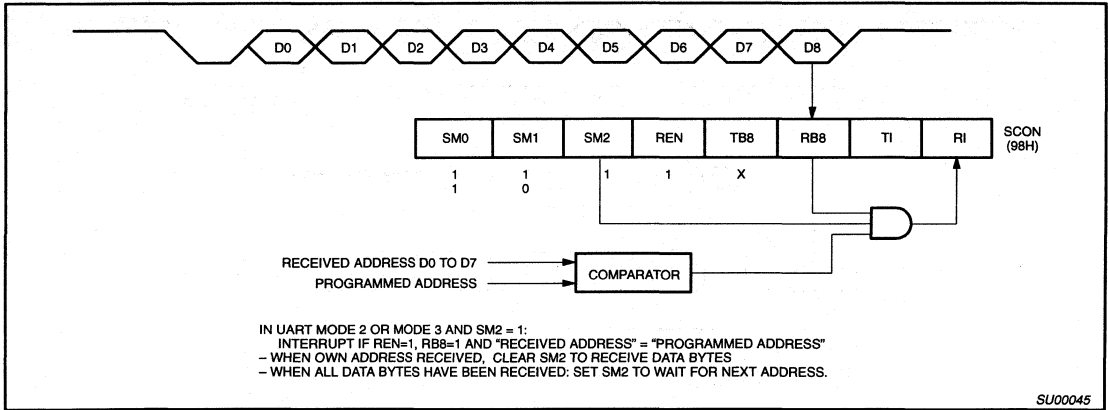 D0 D1 D2 D3 D4 D5 D6 D7 D8
SM0 SM1 SM2 REN TB8 RB8 TI RI SCON
(98H)
1 1 1 1 X
1 0
RECEIVED ADDRESS D0 TO D7
COMPARATOR
PROGRAMMED ADDRESS
IN UART MODE 2 OR MODE 3 AND SM2 = 1:
INTERRUPT IF REN=1, RB8=1 AND "RECEIVED ADDRESS" = "PROGRAMMED ADDRESS"
– WHEN OWN ADDRESS RECEIVED, CLEAR SM2 TO RECEIVE DATA BYTES
– WHEN ALL DATA BYTES HAVE BEEN RECEIVED: SET SM2 TO WAIT FOR NEXT ADDRESS.
SU00045